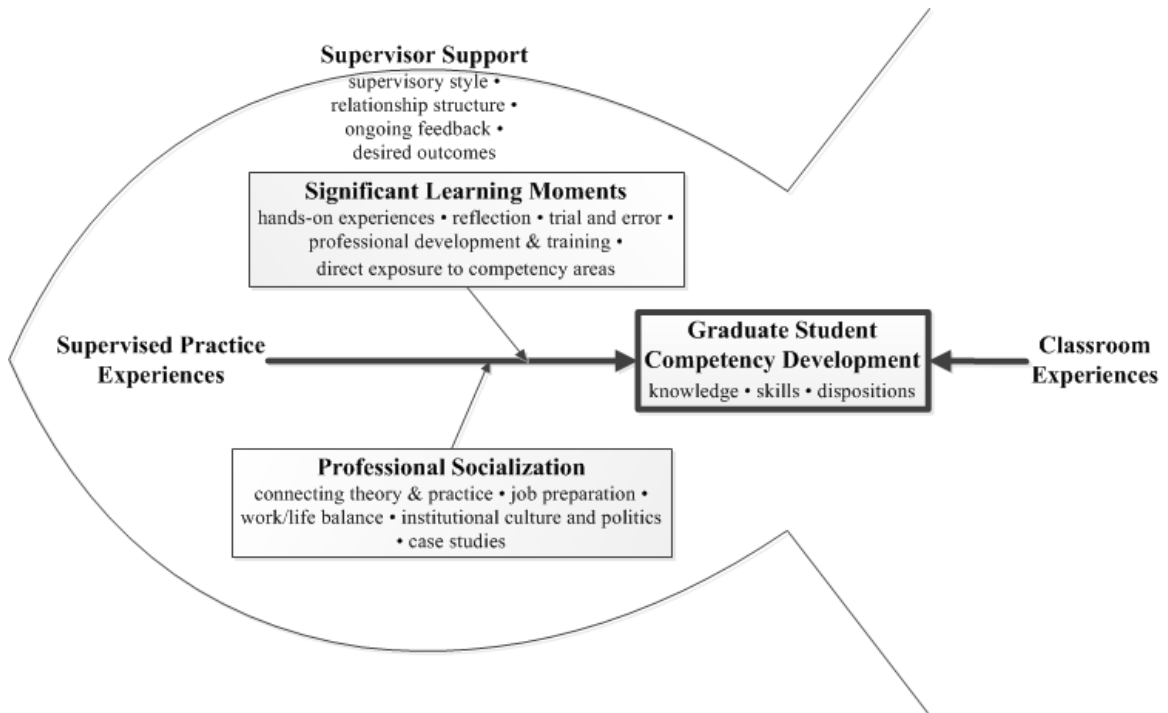 Supervisor Support
supervisory style •
relationship structure •
ongoing feedback •
desired outcomes
Significant Learning Moments
hands-on experiences • reflection • trial and error •
professional development & training •
direct exposure to competency areas
Supervised Practice
Experiences
Graduate Student
Competency Development
knowledge • skills • dispositions
Classroom
Experiences
Professional Socialization
connecting theory & practice • job preparation •
work/life balance • institutional culture and politics
• case studies